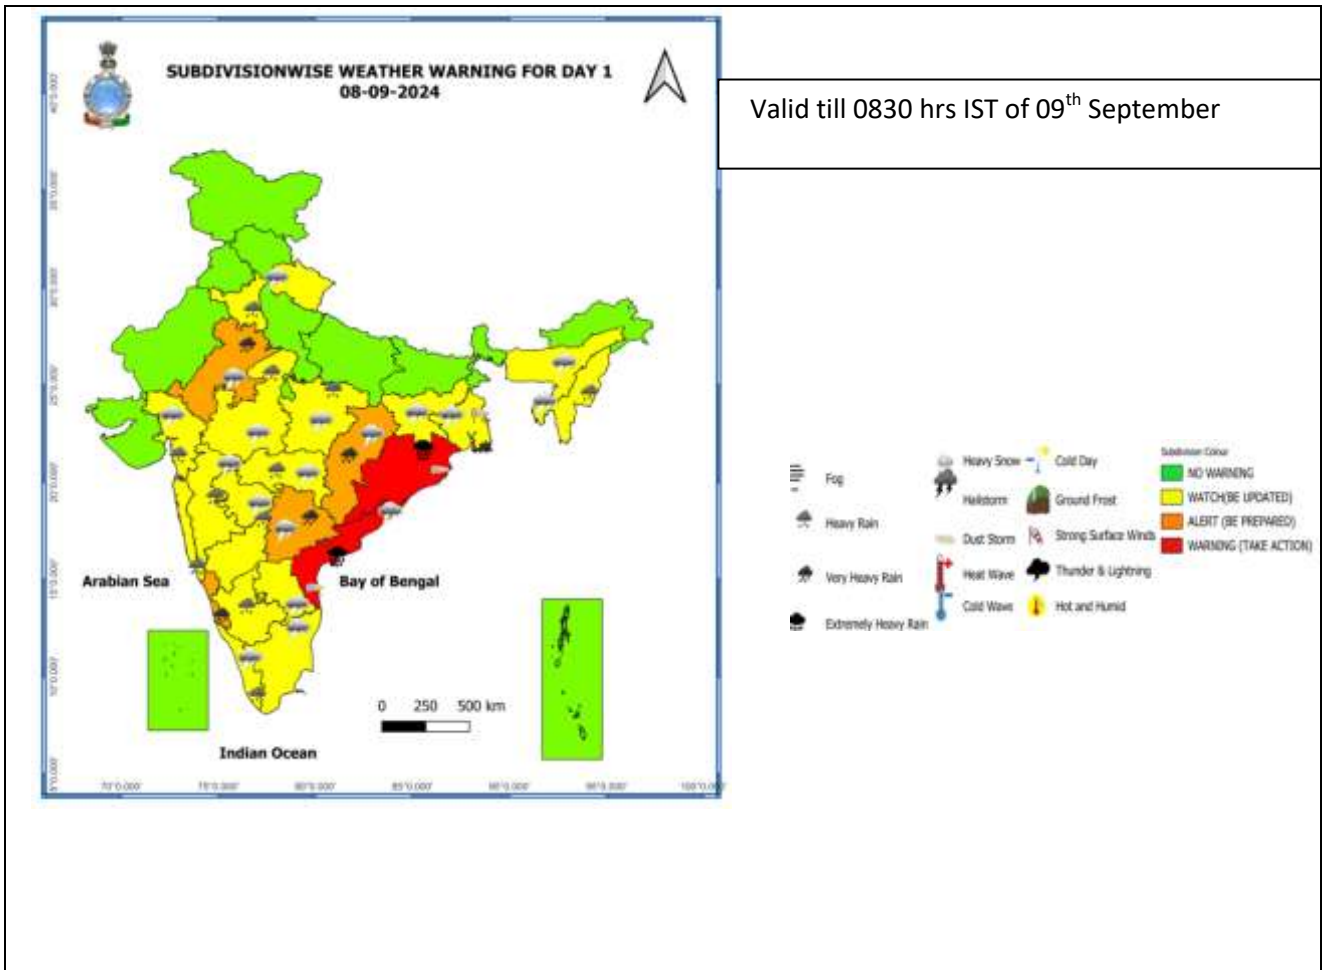 SUBDIVISIONWISE WEATHER WARNING FOR DAY 1
08-09-2024
Valid till 0830 hrs IST of 09th September
Arabian Sea
Bay of Bengal
0 250 500 km
Indian Ocean
Fog
Heavy Rain
Very Heavy Rain
Extremely Heavy Rain
Heavy Snow
Hailstorm
Dust Storm
Heat Wave
Cold Wave
Cold Day
Ground Frost
Strong Surface Winds
Thunder & Lightning
Hot and Humid
Subdivision Colour
NO WARNING
WATCH(BE UPDATED)
ALERT (BE PREPARED)
WARNING (TAKE ACTION)